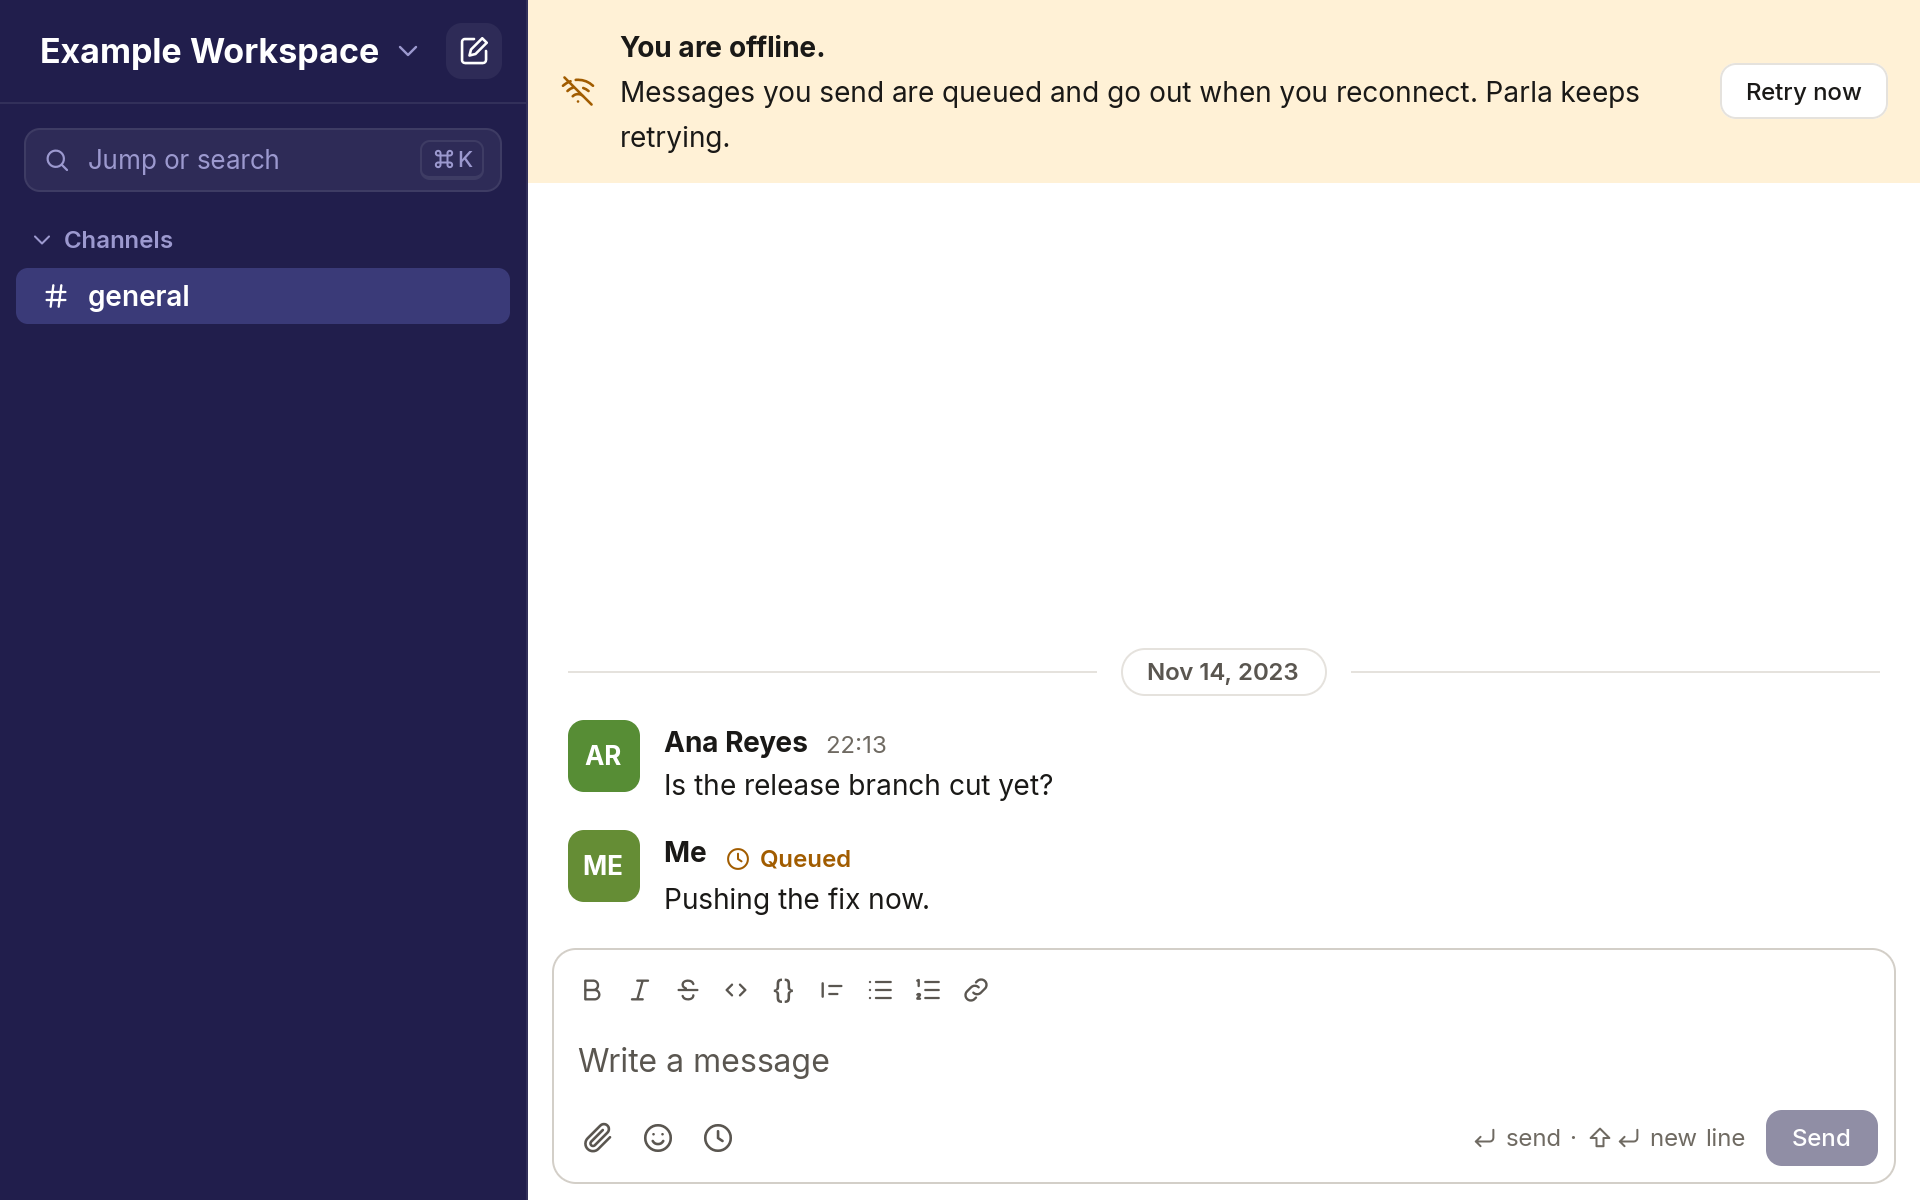 Example Workspace
Jump or search
⌘K
Channels
# general
You are offline.
Messages you send are queued and go out when you reconnect. Parla keeps
retrying.
Retry now
Nov 14, 2023
AR
Ana Reyes 22:13
Is the release branch cut yet?
ME
Me Queued
Pushing the fix now.
Write a message
send · new line
Send